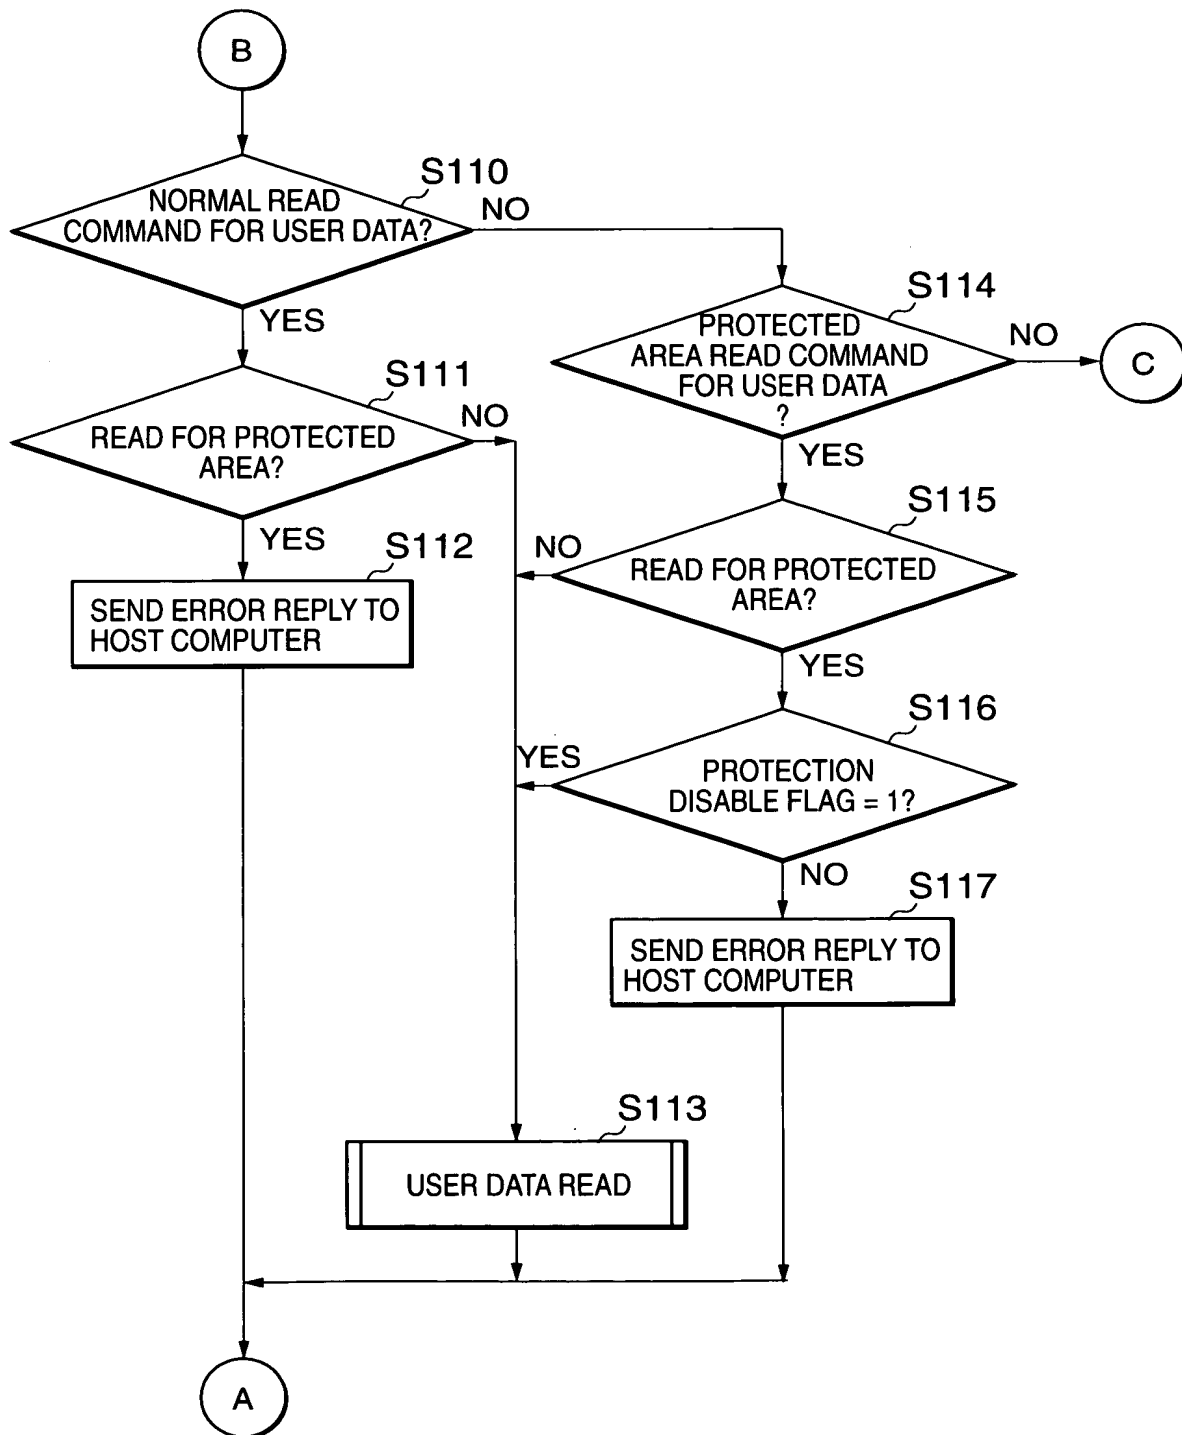 B
S110
NORMAL READ
COMMAND FOR USER DATA?
NO
YES
S114
PROTECTED
AREA READ COMMAND
FOR USER DATA
?
NO
C
YES
S111
READ FOR PROTECTED
AREA?
NO
YES
S115
READ FOR PROTECTED
AREA?
NO
YES
S112
SEND ERROR REPLY TO
HOST COMPUTER
S116
PROTECTION
DISABLE FLAG = 1?
YES
NO
S117
SEND ERROR REPLY TO
HOST COMPUTER
S113
USER DATA READ
A